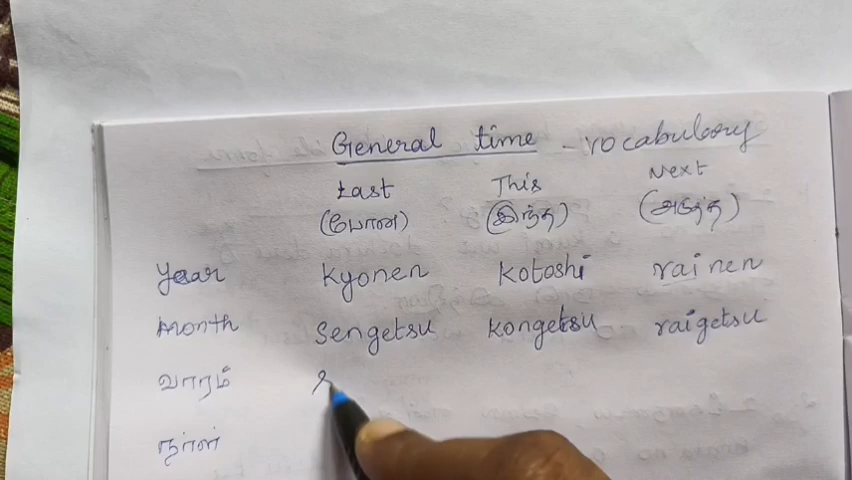 General time - vocabulary
Last This Next
(போன) (இந்த) (அடுத்த)
Year Kyonen Kotoshi rainen
Month Sengetsu Kongetsu raigetsu
வாரம்
நாள்